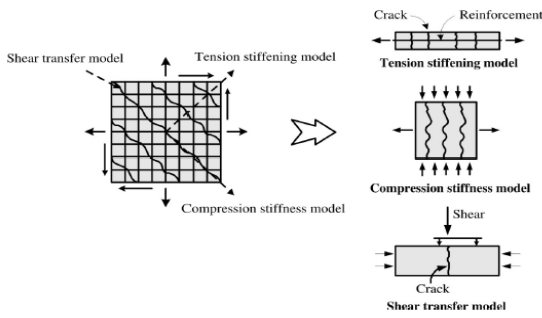 Shear transfer model
Tension stiffening model
Compression stiffness model
Crack
Reinforcement
Tension stiffening model
Compression stiffness model
Shear
Crack
Shear transfer model